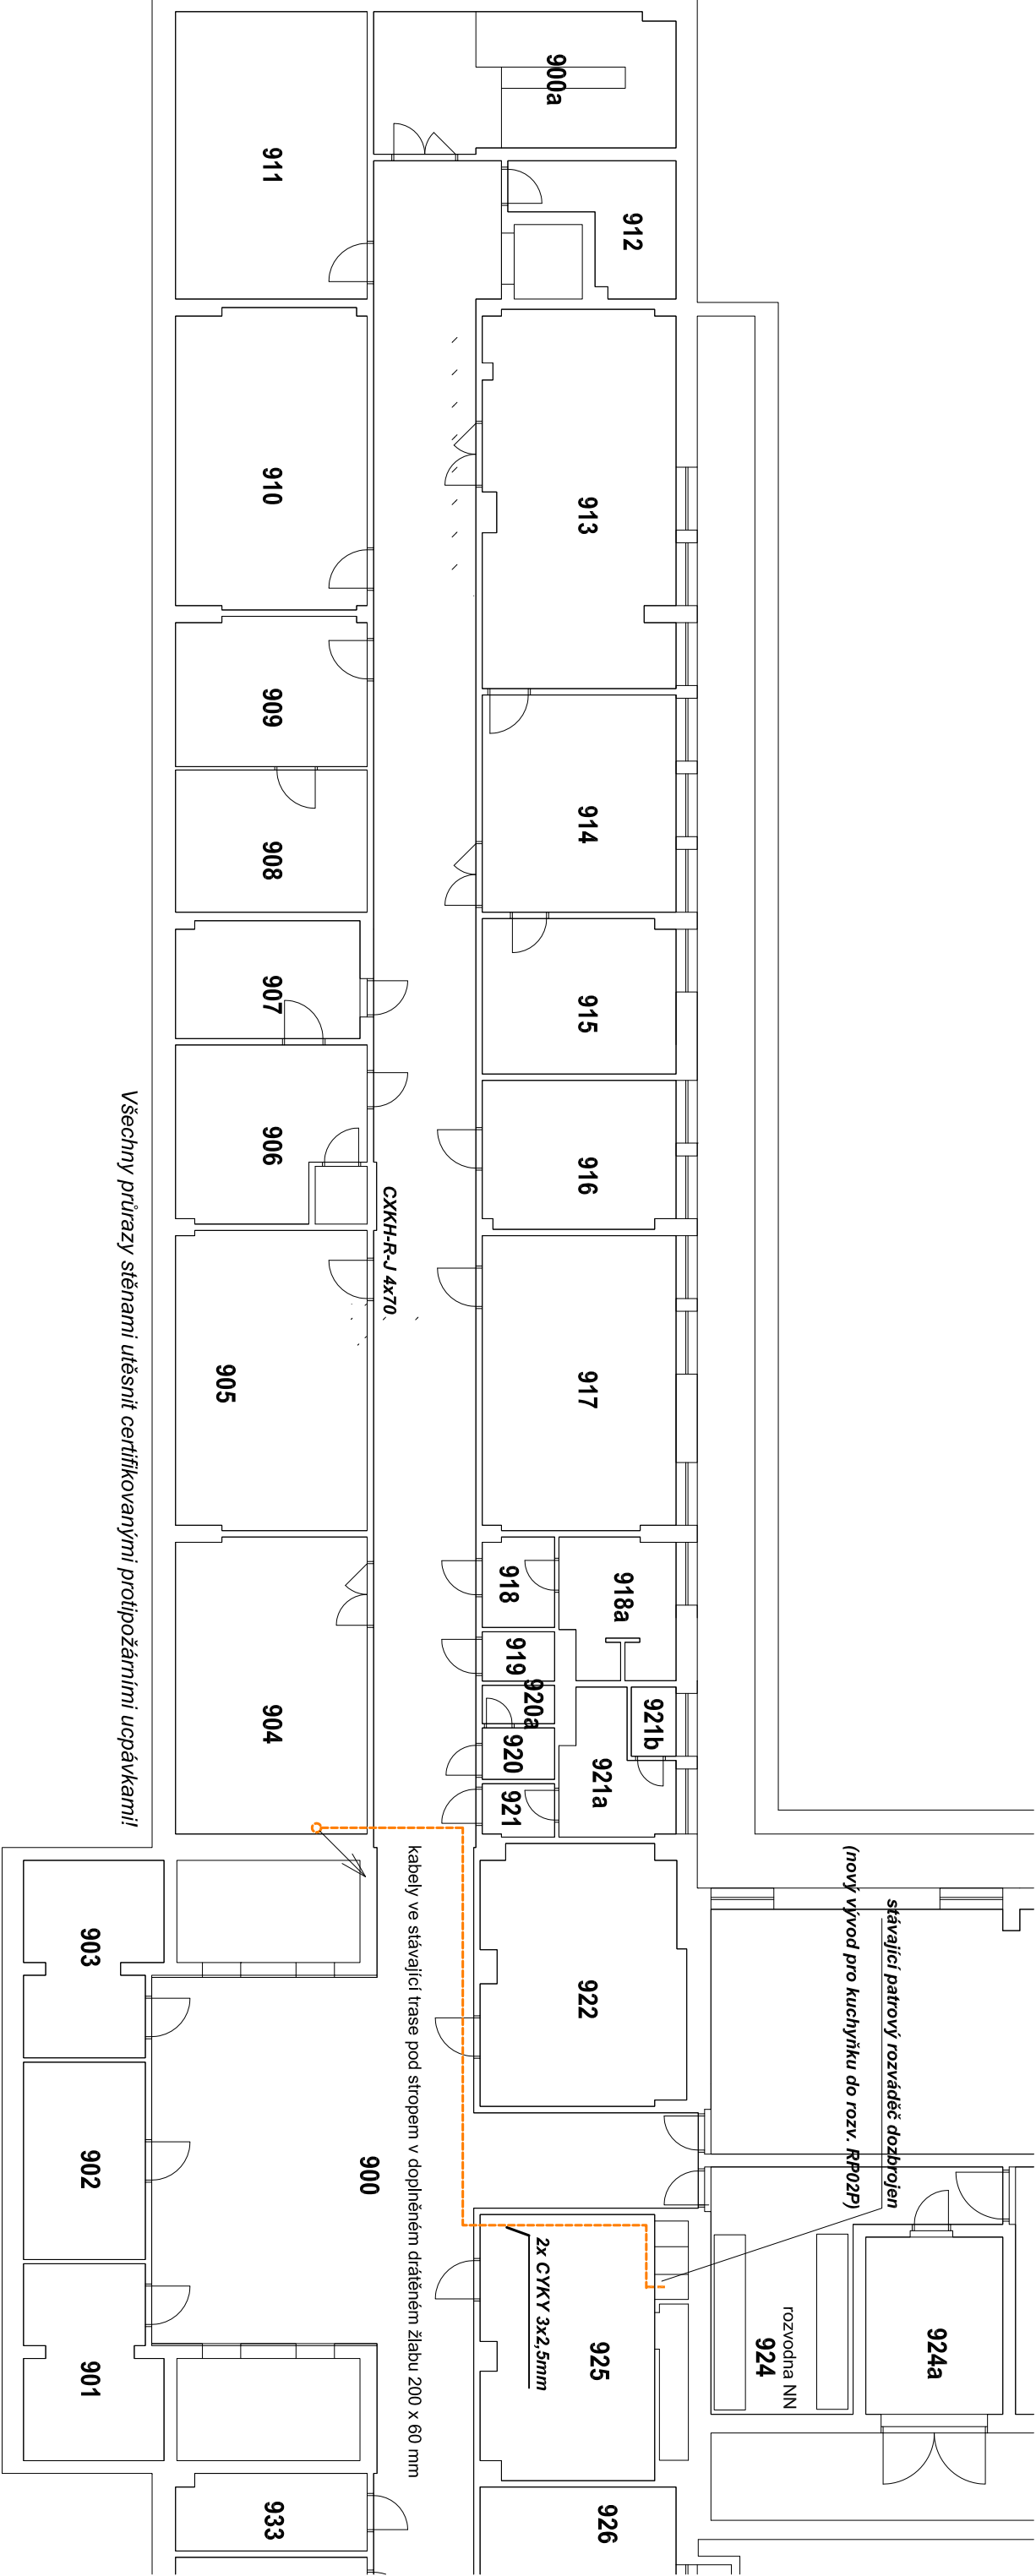 900a
911
912
910
913
909
914
908
915
907
906
916
CXKH-R-J 4x70
905
917
918
918a
919
920a
920
921
921a
921b
904
Všechny průrazy stěnami utěsnit certifikovanými protipožárními ucpávkami!
kabely ve stávající trase pod stropem v doplněném drátěném žlabu 200 x 60 mm
stávající patrový rozváděč dozbrojen
(nový vývod pro kuchyňku do rozv. RP02P)
903
922
902
900
901
2x CYKY 3x2,5mm
925
rozvodna NN
924
924a
933
926